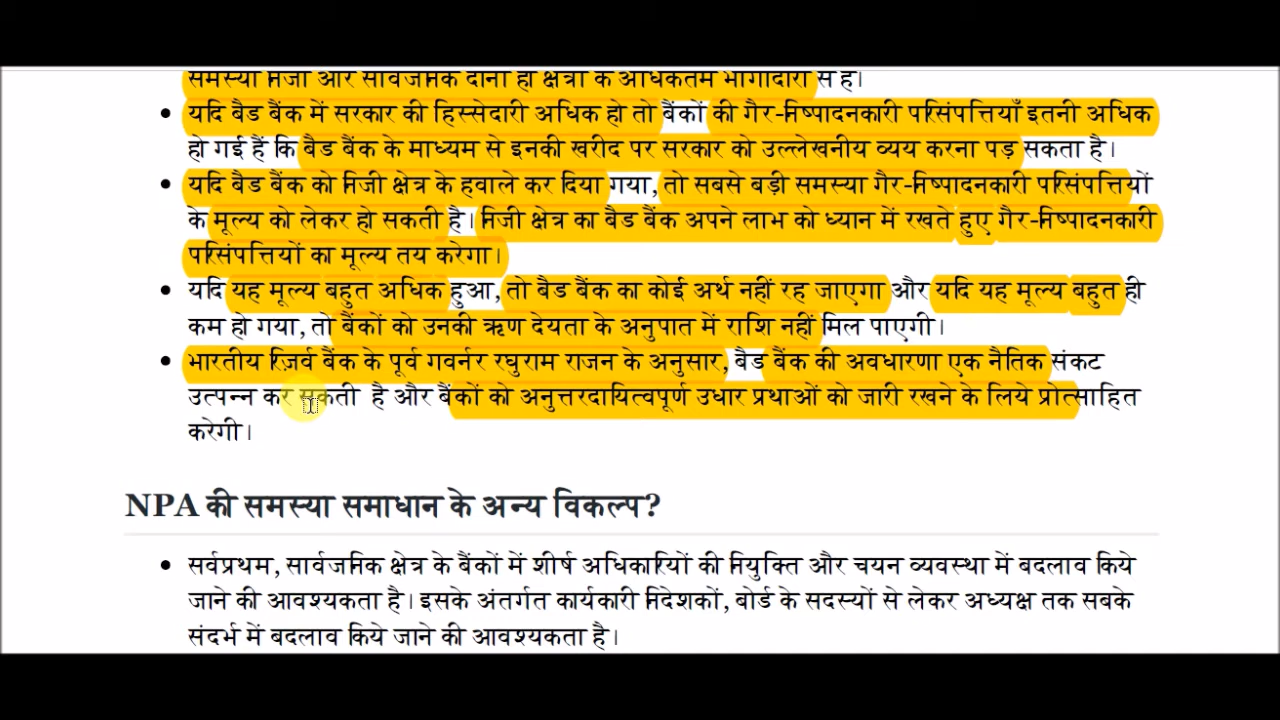 समस्या निजी और सार्वजनिक दोनों ही क्षेत्रों के अधिकतम भागीदारी से है।
यदि बैड बैंक में सरकार की हिस्सेदारी अधिक हो तो बैंकों की गैर-निष्पादनकारी परिसंपत्तियाँ इतनी अधिक
हो गई हैं कि बैड बैंक के माध्यम से इनकी खरीद पर सरकार को उल्लेखनीय व्यय करना पड़ सकता है।
यदि बैड बैंक को निजी क्षेत्र के हवाले कर दिया गया, तो सबसे बड़ी समस्या गैर-निष्पादनकारी परिसंपत्तियों
के मूल्य को लेकर हो सकती है। निजी क्षेत्र का बैड बैंक अपने लाभ को ध्यान में रखते हुए गैर-निष्पादनकारी
परिसंपत्तियों का मूल्य तय करेगा।
यदि यह मूल्य बहुत अधिक हुआ, तो बैड बैंक का कोई अर्थ नहीं रह जाएगा और यदि यह मूल्य बहुत ही
कम हो गया, तो बैंकों को उनकी ऋण देयता के अनुपात में राशि नहीं मिल पाएगी।
भारतीय रिज़र्व बैंक के पूर्व गवर्नर रघुराम राजन के अनुसार, बैड बैंक की अवधारणा एक नैतिक संकट
उत्पन्न कर सकती है और बैंकों को अनुत्तरदायित्वपूर्ण उधार प्रथाओं को जारी रखने के लिये प्रोत्साहित
करेगी।
NPA की समस्या समाधान के अन्य विकल्प?
सर्वप्रथम, सार्वजनिक क्षेत्र के बैंकों में शीर्ष अधिकारियों की नियुक्ति और चयन व्यवस्था में बदलाव किये
जाने की आवश्यकता है। इसके अंतर्गत कार्यकारी निदेशकों, बोर्ड के सदस्यों से लेकर अध्यक्ष तक सबके
संदर्भ में बदलाव किये जाने की आवश्यकता है।